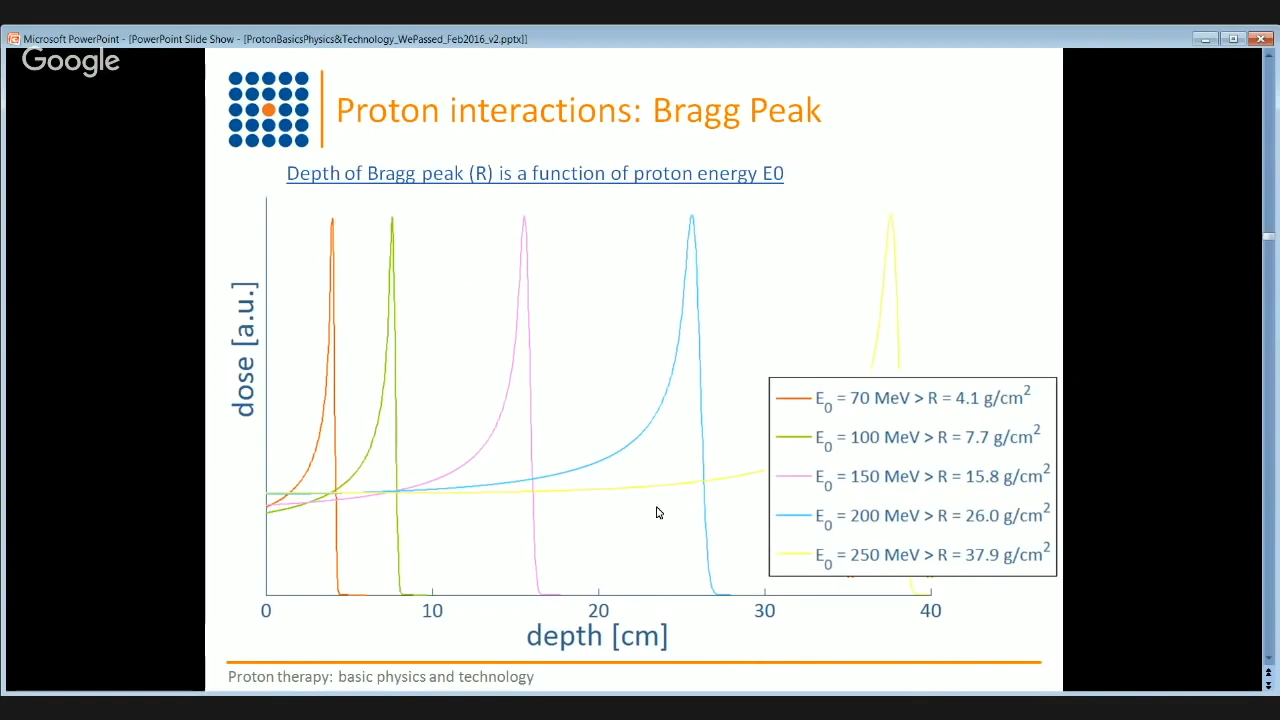 Microsoft PowerPoint - [PowerPoint Slide Show - [ProtonBasicsPhysics&Technology_WePassed_Feb2016_v2.pptx]]
Google
Proton interactions: Bragg Peak
Depth of Bragg peak (R) is a function of proton energy E0
dose [a.u.]
E0 = 70 MeV > R = 4.1 g/cm2
E0 = 100 MeV > R = 7.7 g/cm2
E0 = 150 MeV > R = 15.8 g/cm2
E0 = 200 MeV > R = 26.0 g/cm2
E0 = 250 MeV > R = 37.9 g/cm2
0 10 20 30 40
depth [cm]
Proton therapy: basic physics and technology